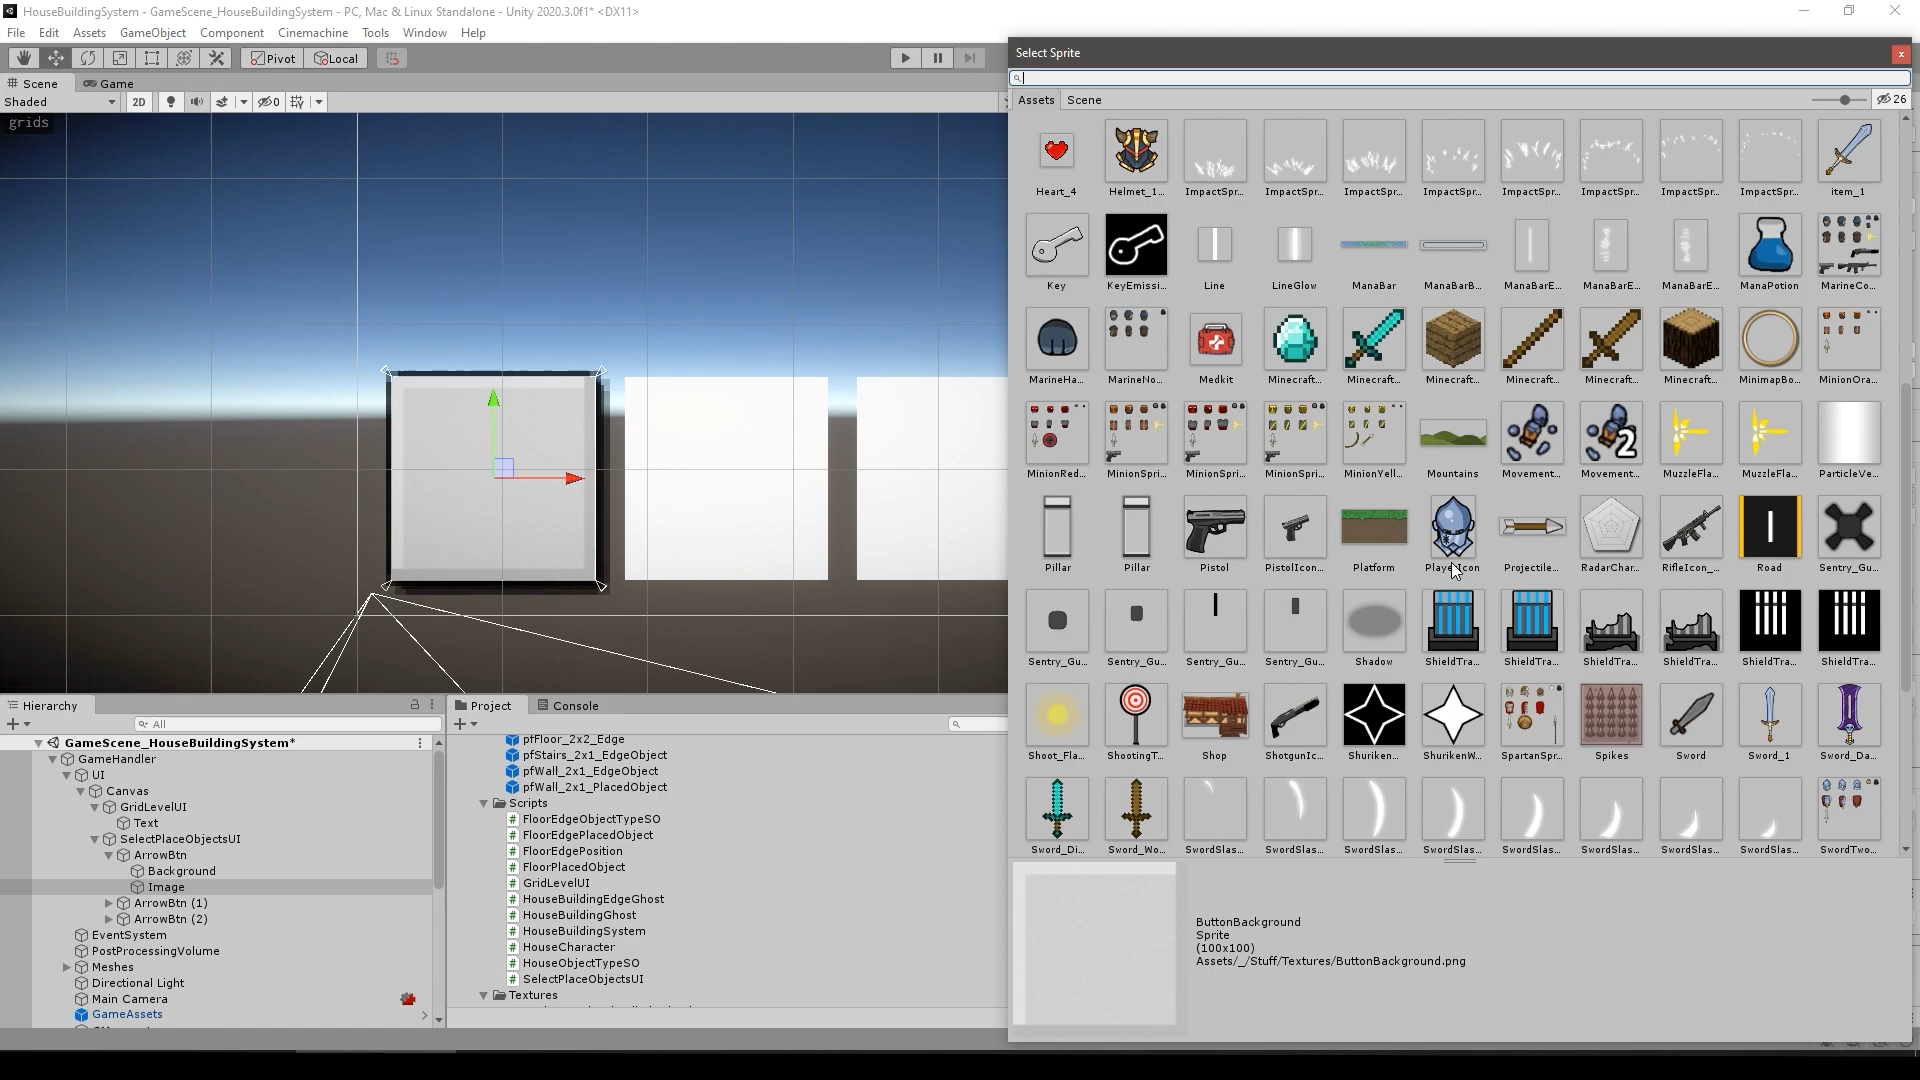 HouseBuildingSystem - GameScene_HouseBuildingSystem - PC, Mac & Linux Standalone - Unity 2020.3.0f1* <DX11>
File Edit Assets GameObject Component Cinemachine Tools Window Help
Pivot Local
Scene Game
Shaded 2D 0
grids
Select Sprite
Assets Scene 26
Heart_4 Helmet_1... ImpactSpr... ImpactSpr... ImpactSpr... ImpactSpr... ImpactSpr... ImpactSpr... ImpactSpr... ImpactSpr... item_1
Key KeyEmissi... Line LineGlow ManaBar ManaBarB... ManaBarE... ManaBarE... ManaBarE... ManaPotion MarineCo...
MarineHa... MarineNo... Medkit Minecraft... Minecraft... Minecraft... Minecraft... Minecraft... Minecraft... MinimapBo... MinionOra...
MinionRed... MinionSpri... MinionSpri... MinionSpri... MinionYell... Mountains Movement... Movement... MuzzleFla... MuzzleFla... ParticleVe...
Pillar Pillar Pistol PistolIcon... Platform PlayerIcon Projectile... RadarChar... RifleIcon_... Road Sentry_Gu...
Sentry_Gu... Sentry_Gu... Sentry_Gu... Sentry_Gu... Shadow ShieldTra... ShieldTra... ShieldTra... ShieldTra... ShieldTra... ShieldTra...
Shoot_Fla... ShootingT... Shop ShotgunIc... Shuriken... ShurikenW... SpartanSpr... Spikes Sword Sword_1 Sword_Da...
Sword_Di... Sword_Wo... SwordSlas... SwordSlas... SwordSlas... SwordSlas... SwordSlas... SwordSlas... SwordSlas... SwordSlas... SwordTwo...
ButtonBackground
Sprite
(100x100)
Assets/_/Stuff/Textures/ButtonBackground.png
Hierarchy
All
GameScene_HouseBuildingSystem*
GameHandler
UI
Canvas
GridLevelUI
Text
SelectPlaceObjectsUI
ArrowBtn
Background
Image
ArrowBtn (1)
ArrowBtn (2)
EventSystem
PostProcessingVolume
Meshes
Directional Light
Main Camera
GameAssets
Project Console
pfFloor_2x2_Edge
pfStairs_2x1_EdgeObject
pfWall_2x1_EdgeObject
pfWall_2x1_PlacedObject
Scripts
FloorEdgeObjectTypeSO
FloorEdgePlacedObject
FloorEdgePosition
FloorPlacedObject
GridLevelUI
HouseBuildingEdgeGhost
HouseBuildingGhost
HouseBuildingSystem
HouseCharacter
HouseObjectTypeSO
SelectPlaceObjectsUI
Textures